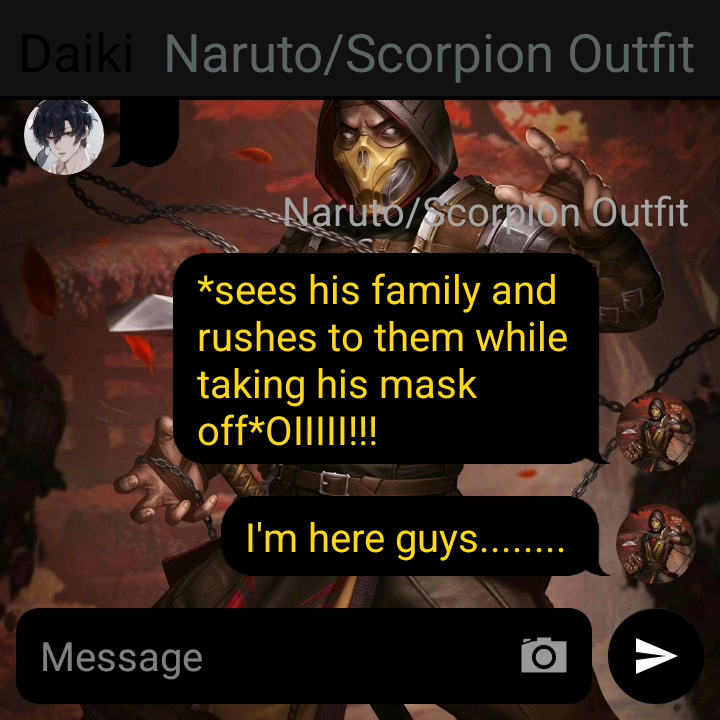 Daiki Naruto/Scorpion Outfit
Naruto/Scorpion Outfit
*sees his family and
rushes to them while
taking his mask
off*OIIIII!!!
I'm here guys........
Message